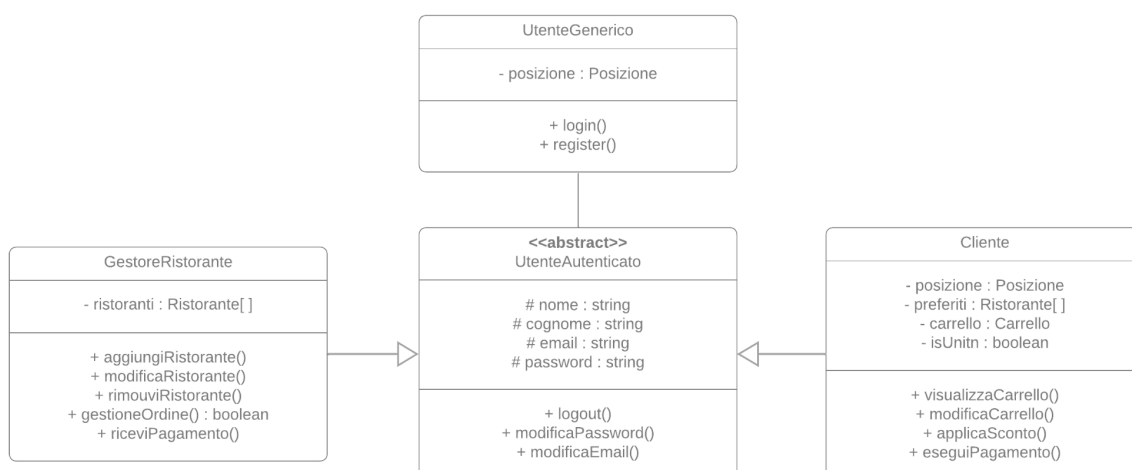 UtenteGenerico
- posizione : Posizione
+ login()
+ register()
GestoreRistorante
- ristoranti : Ristorante[ ]
+ aggiungiRistorante()
+ modificaRistorante()
+ rimouviRistorante()
+ gestioneOrdine() : boolean
+ riceviPagamento()
<<abstract>>
UtenteAutenticato
# nome : string
# cognome : string
# email : string
# password : string
+ logout()
+ modificaPassword()
+ modificaEmail()
Cliente
- posizione : Posizione
- preferiti : Ristorante[ ]
- carrello : Carrello
- isUnitn : boolean
+ visualizzaCarrello()
+ modificaCarrello()
+ applicaSconto()
+ eseguiPagamento()